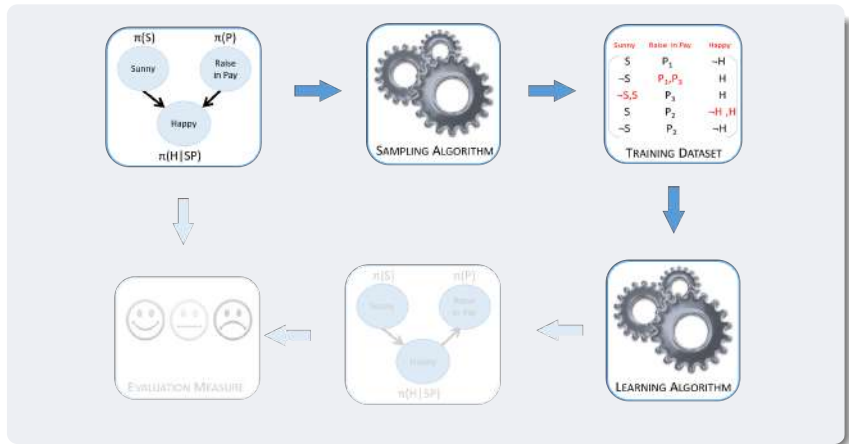 π(S) π(P)
Sunny
Raise
in Pay
Happy
π(H|SP)
SAMPLING ALGORITHM
Sunny Raise in Pay Happy
S P₁ ¬H
¬S P₁,P₃ H
¬S,S P₃ H
S P₂ ¬H ,H
¬S P₂ ¬H
TRAINING DATASET
EVALUATION MEASURE
π(S) π(P)
Sunny
Raise
in Pay
Happy
π(H|SP)
LEARNING ALGORITHM